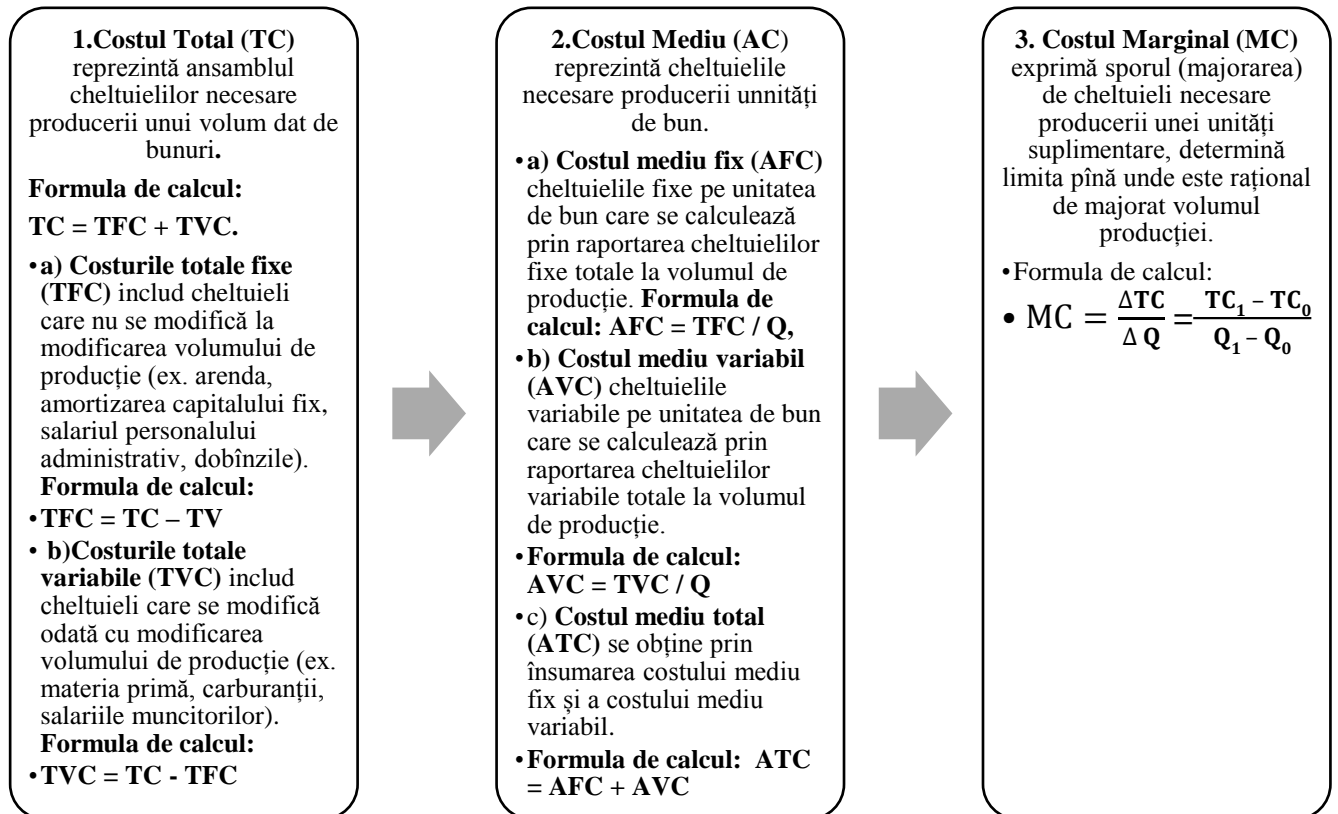 1.Costul Total (TC)
reprezintă ansamblul
cheltuielilor necesare
producerii unui volum dat de
bunuri.
Formula de calcul:
TC = TFC + TVC.
•a) Costurile totale fixe
(TFC) includ cheltuieli
care nu se modifică la
modificarea volumului de
producție (ex. arenda,
amortizarea capitalului fix,
salariul personalului
administrativ, dobînzile).
Formula de calcul:
•TFC = TC – TV
• b)Costurile totale
variabile (TVC) includ
cheltuieli care se modifică
odată cu modificarea
volumului de producție (ex.
materia primă, carburanții,
salariile muncitorilor).
Formula de calcul:
•TVC = TC - TFC
2.Costul Mediu (AC)
reprezintă cheltuielile
necesare producerii unnități
de bun.
•a) Costul mediu fix (AFC)
cheltuielile fixe pe unitatea
de bun care se calculează
prin raportarea cheltuielilor
fixe totale la volumul de
producție. Formula de
calcul: AFC = TFC / Q,
•b) Costul mediu variabil
(AVC) cheltuielile
variabile pe unitatea de bun
care se calculează prin
raportarea cheltuielilor
variabile totale la volumul
de producție.
•Formula de calcul:
AVC = TVC / Q
•c) Costul mediu total
(ATC) se obține prin
însumarea costului mediu
fix și a costului mediu
variabil.
•Formula de calcul: ATC
= AFC + AVC
3. Costul Marginal (MC)
exprimă sporul (majorarea)
de cheltuieli necesare
producerii unei unități
suplimentare, determină
limita pînă unde este rațional
de majorat volumul
producției.
•Formula de calcul:
• MC = ΔTC / Δ Q = TC₁ – TC₀ / Q₁ – Q₀